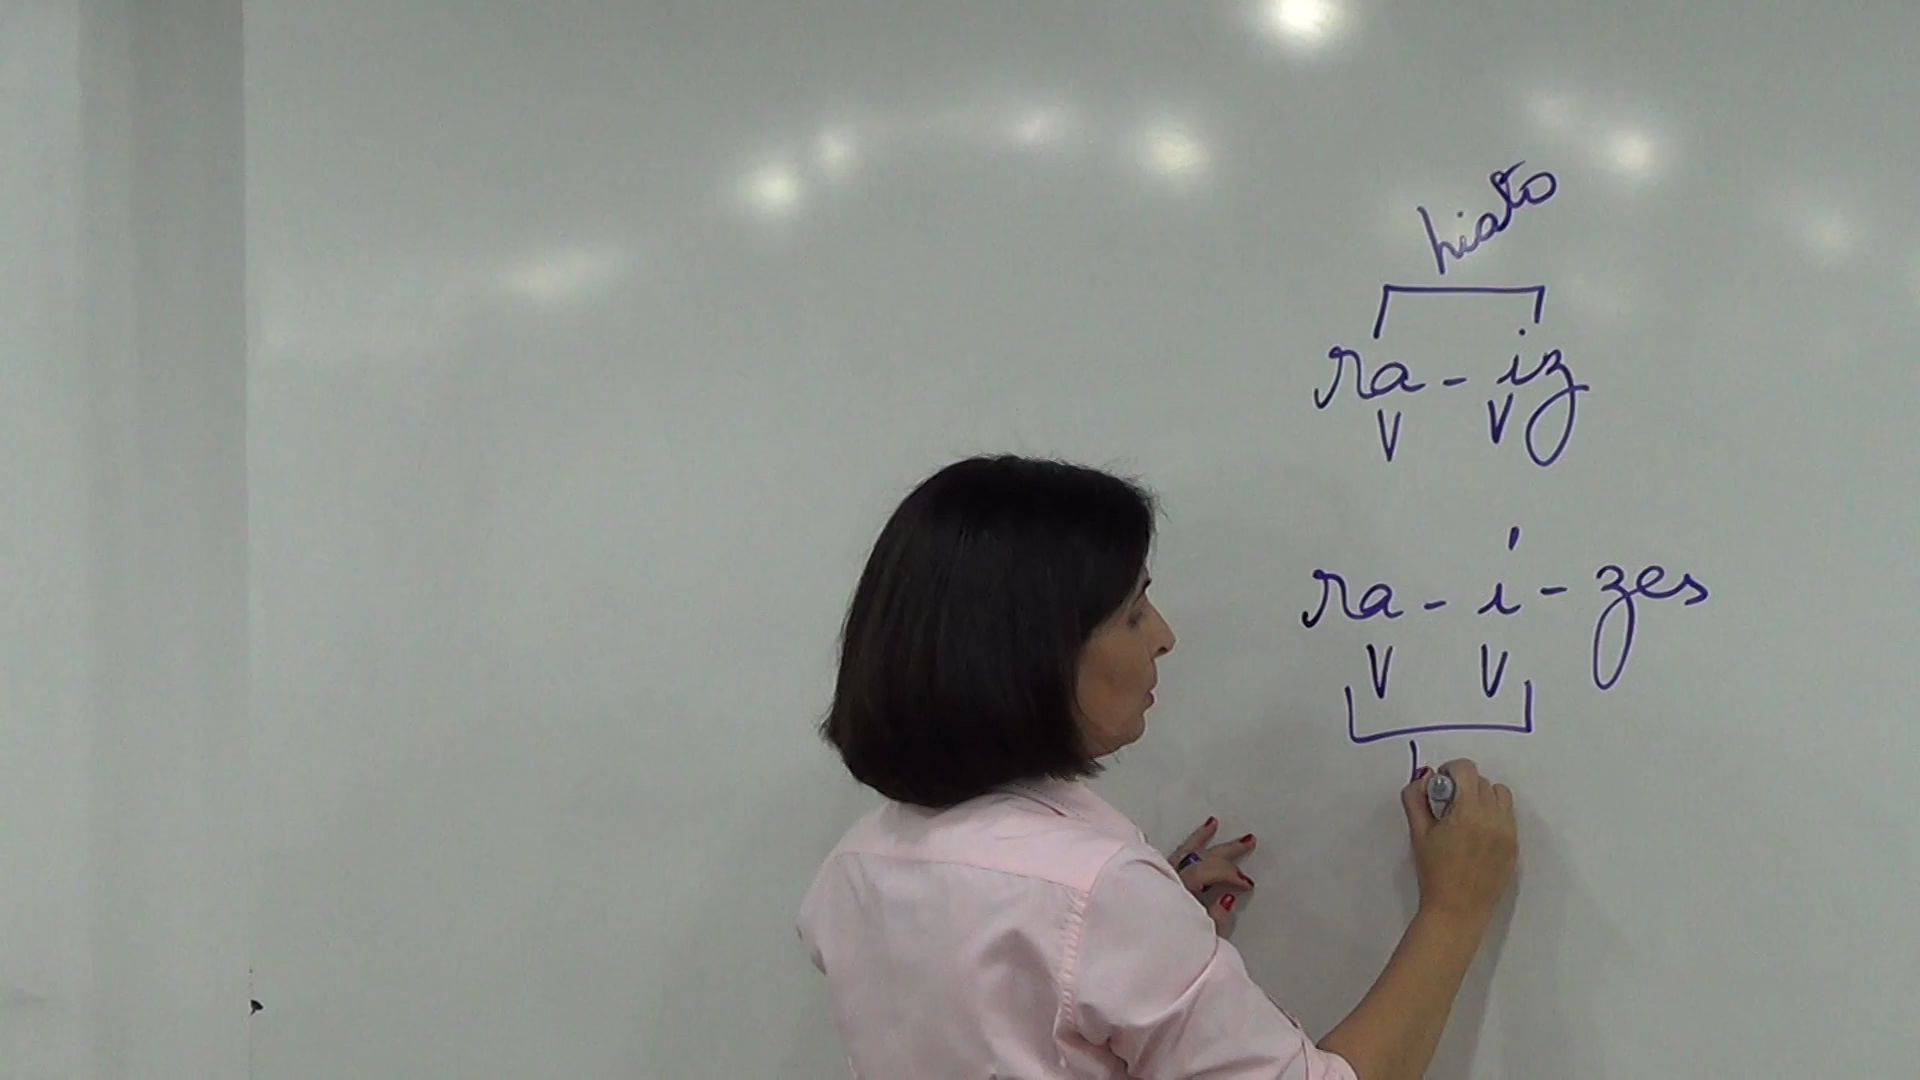 hiato
ra - iz
V V
ra - í - zes
V V
h